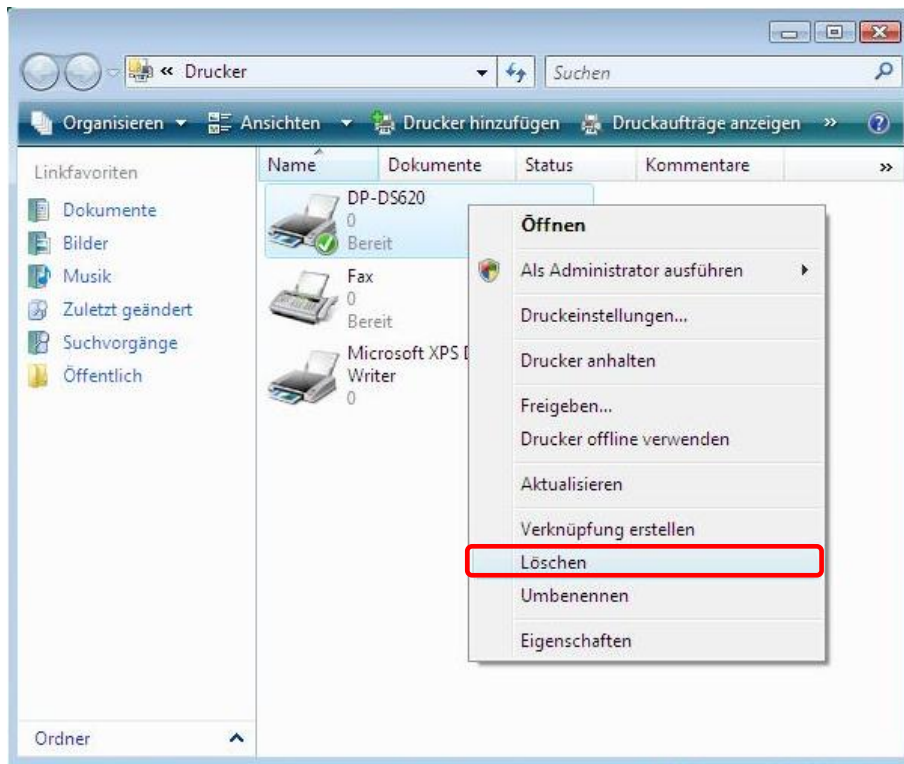 « Drucker
Suchen
Organisieren Ansichten Drucker hinzufügen Druckaufträge anzeigen »
Linkfavoriten
Dokumente
Bilder
Musik
Zuletzt geändert
Suchvorgänge
Öffentlich
Ordner
Name Dokumente Status Kommentare »
DP-DS620
0
Bereit
Fax
0
Bereit
Microsoft XPS
Writer
0
Öffnen
Als Administrator ausführen
Druckeinstellungen...
Drucker anhalten
Freigeben...
Drucker offline verwenden
Aktualisieren
Verknüpfung erstellen
Löschen
Umbenennen
Eigenschaften